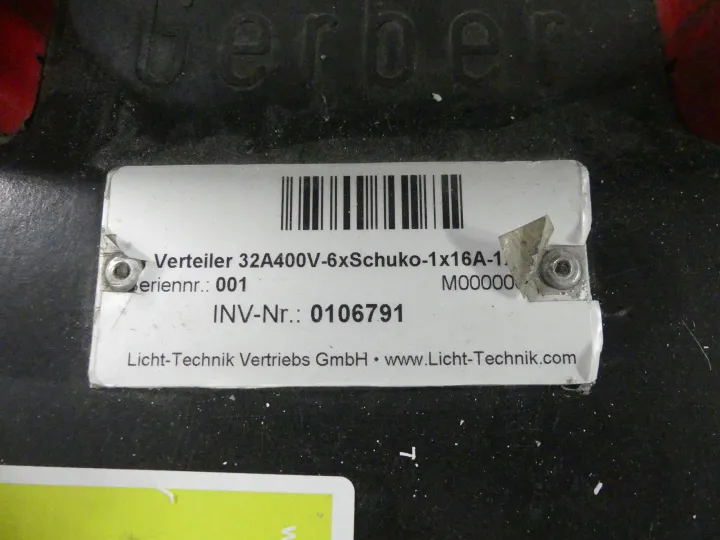 Gerber
Verteiler 32A400V-6xSchuko-1x16A-1
eriennr.: 001 M00000
INV-Nr.: 0106791
Licht-Technik Vertriebs GmbH • www.Licht-Technik.com